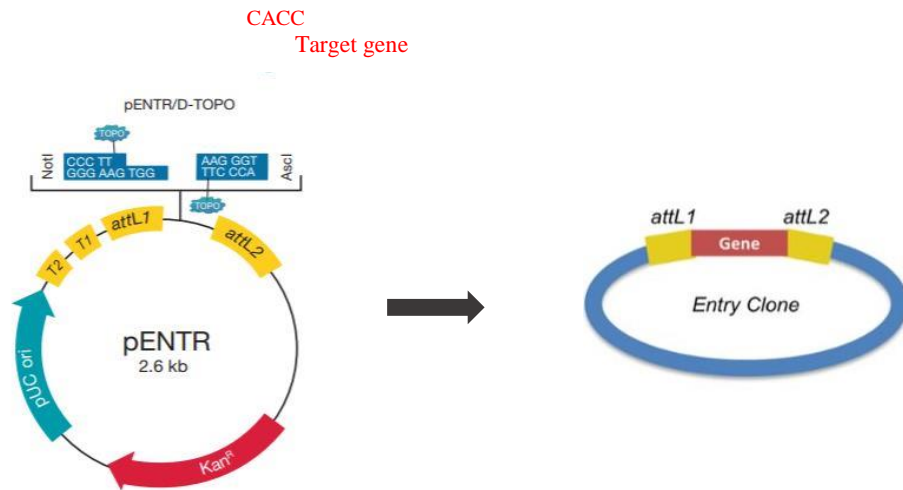 CACC
Target gene
pENTR/D-TOPO
TOPO
NotI
CCC TT
GGG AAG TGG
AAG GGT
TTC CCA
AscI
TOPO
T2
T1
attL1
attL2
pUC ori
pENTR
2.6 kb
KanR
attL1
attL2
Gene
Entry Clone